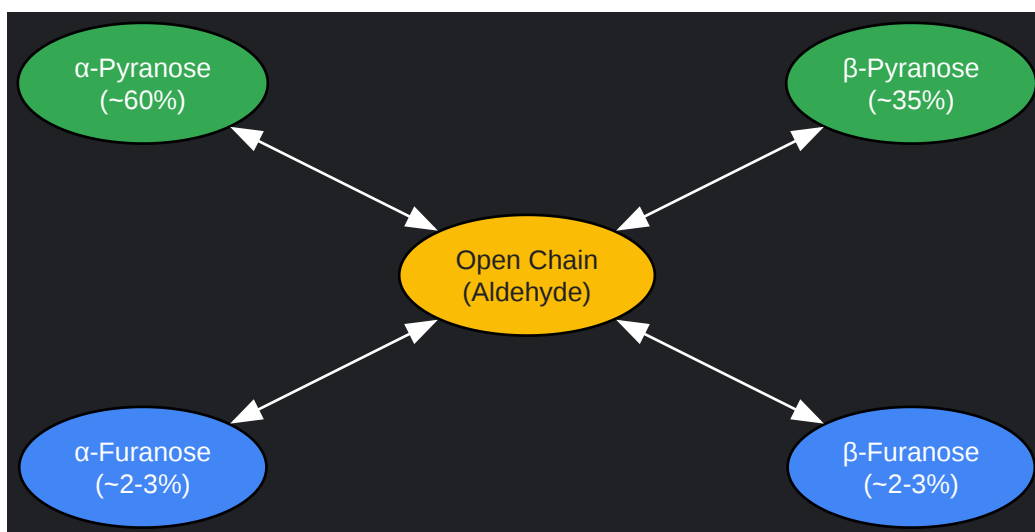 α-Pyranose
(~60%)
β-Pyranose
(~35%)
Open Chain
(Aldehyde)
α-Furanose
(~2-3%)
β-Furanose
(~2-3%)